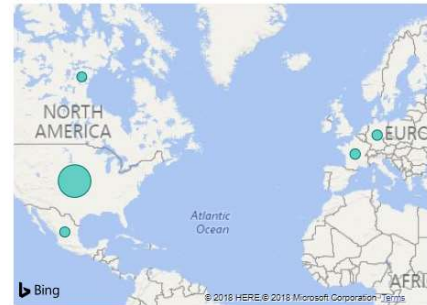 NORTH
AMERICA
EURO
Atlantic
Ocean
AFRI
Bing
© 2018 HERE,© 2018 Microsoft Corporation Terms